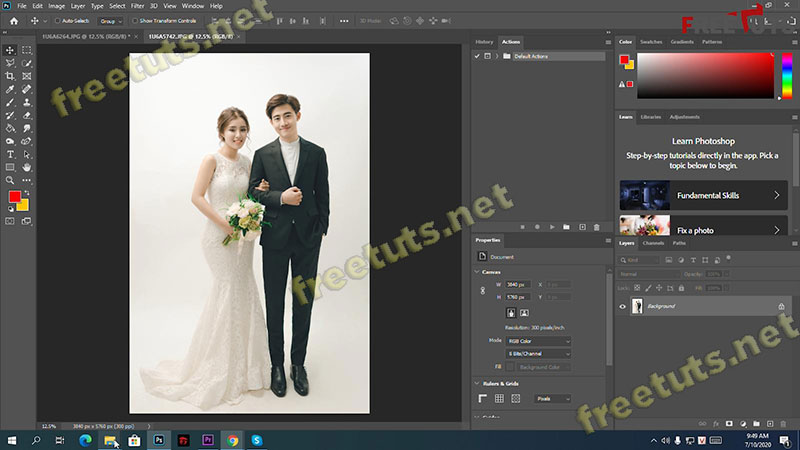 File Edit Image Layer Type Select Filter 3D View Window Help
FREETUTS
Auto-Select: Group Show Transform Controls 3D Mode:
1U6A6264.JPG @ 12.5% (RGB/8) * × 1U6A5742.JPG @ 12.5% (RGB/8) ×
freetuts.net
History Actions
Default Actions
Color Swatches Gradients Patterns
Learn Libraries Adjustments
Learn Photoshop
Step-by-step tutorials directly in the app. Pick a
topic below to begin.
Fundamental Skills
Fix a photo
freetuts.net
Properties
Document
Canvas
W 3840 px X 0 px
H 5760 px Y 0 px
Resolution: 300 pixels/inch
Mode RGB Color
8 Bits/Channel
Fill Background Color
Rulers & Grids
Pixels
Layers Channels Paths
Kind
Normal Opacity:
Lock: Fill:
Background
freetuts.net
12.5% 3840 px x 5760 px (300 ppi)
9:49 AM
7/10/2020